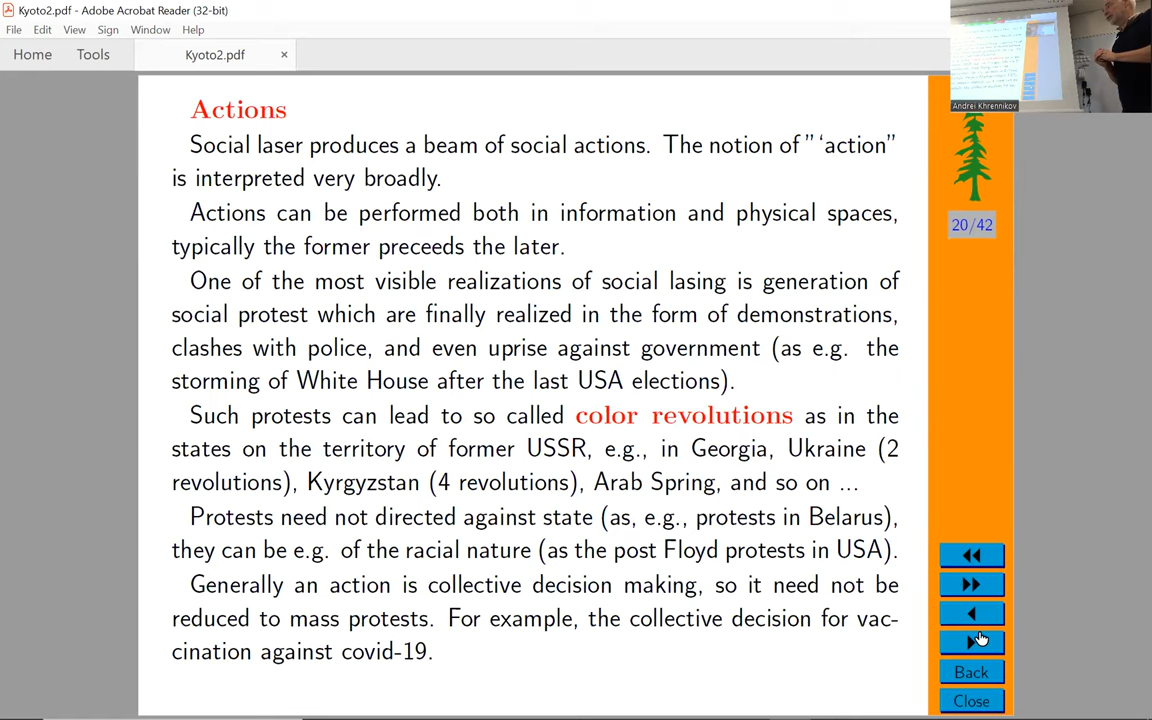 Kyoto2.pdf - Adobe Acrobat Reader (32-bit)
File Edit View Sign Window Help
Home Tools Kyoto2.pdf ×
Andrei Khrennikov
Actions
Social laser produces a beam of social actions. The notion of "‘action"
is interpreted very broadly.
Actions can be performed both in information and physical spaces,
typically the former preceeds the later.
One of the most visible realizations of social lasing is generation of
social protest which are finally realized in the form of demonstrations,
clashes with police, and even uprise against government (as e.g. the
storming of White House after the last USA elections).
Such protests can lead to so called color revolutions as in the
states on the territory of former USSR, e.g., in Georgia, Ukraine (2
revolutions), Kyrgyzstan (4 revolutions), Arab Spring, and so on ...
Protests need not directed against state (as, e.g., protests in Belarus),
they can be e.g. of the racial nature (as the post Floyd protests in USA).
Generally an action is collective decision making, so it need not be
reduced to mass protests. For example, the collective decision for vac-
cination against covid-19.
20/42
Back
Close